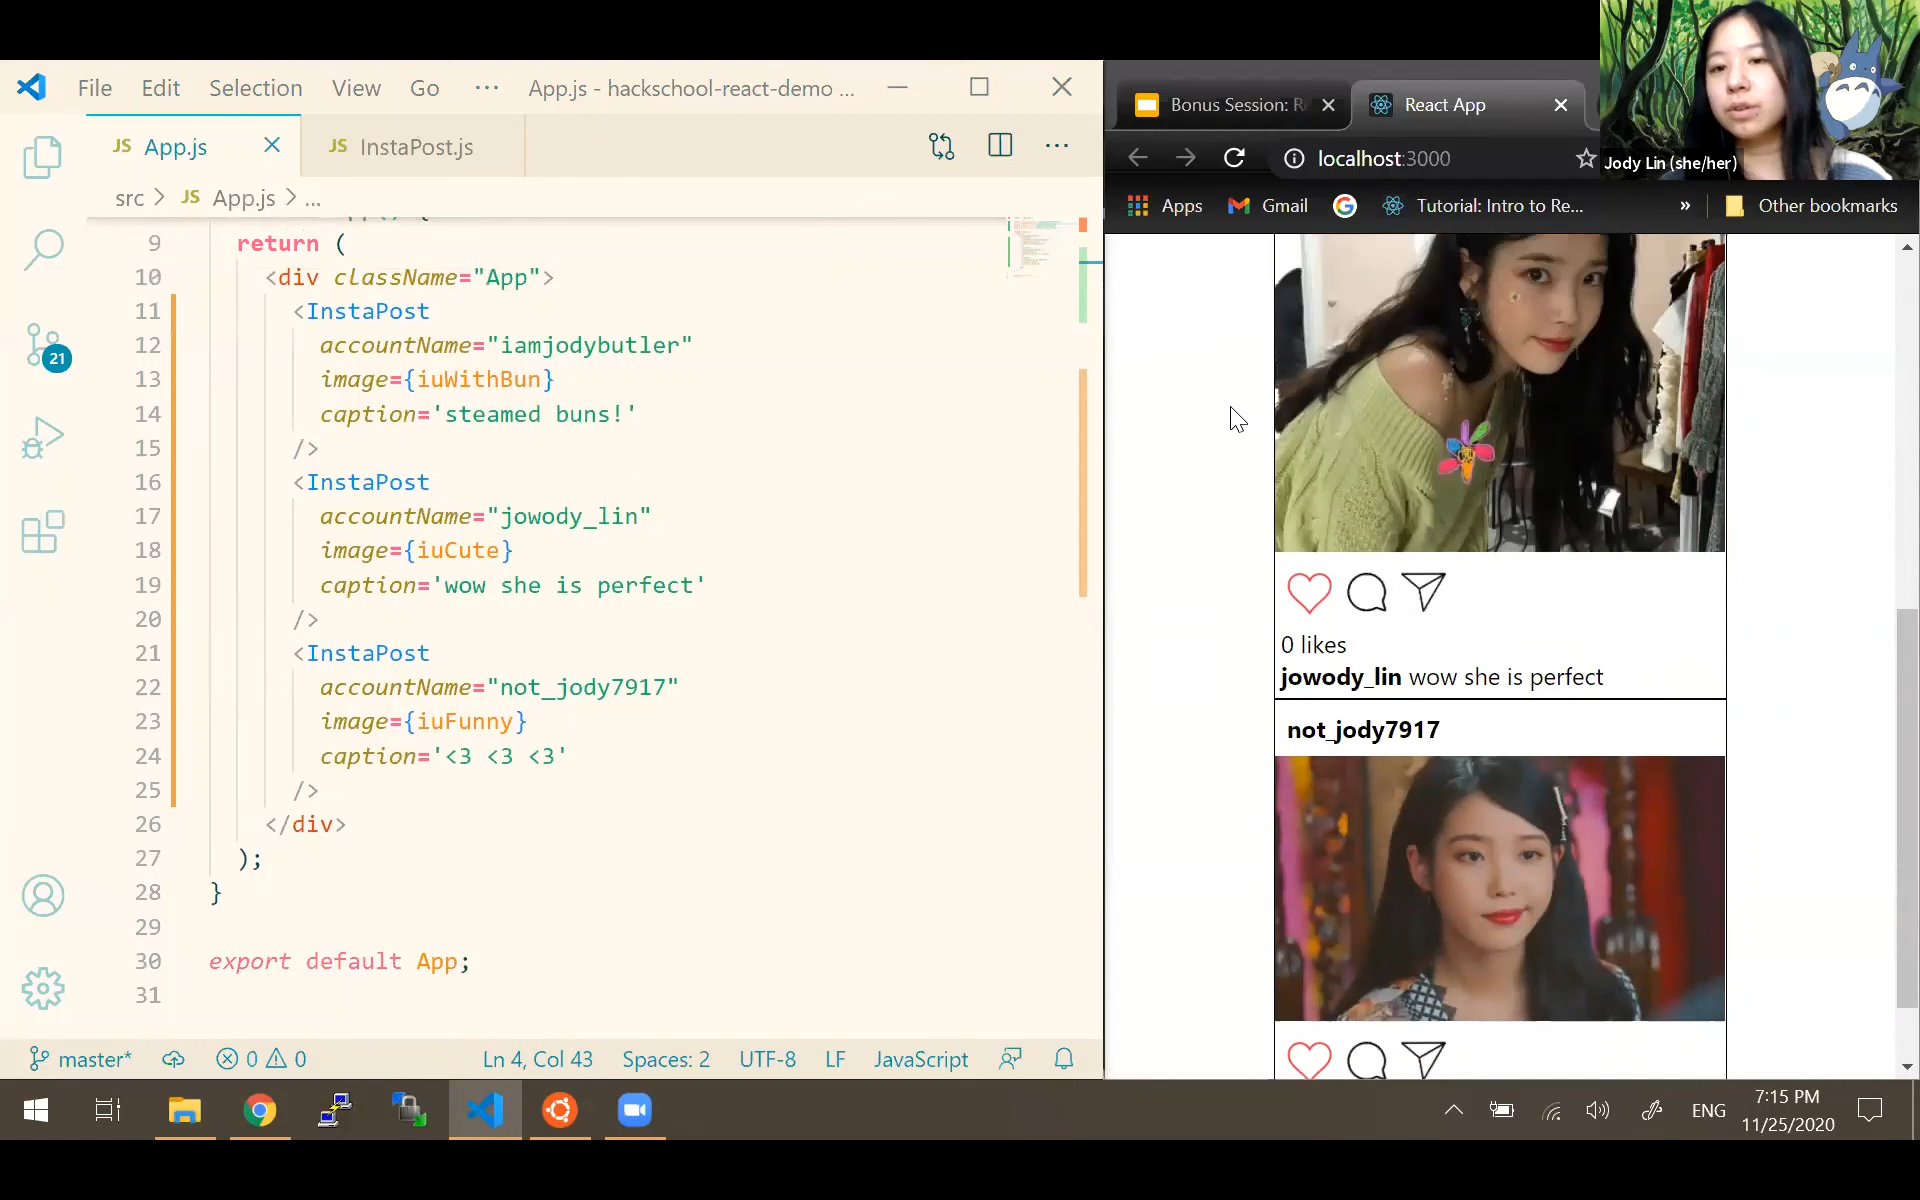 File Edit Selection View Go ··· App.js - hackschool-react-demo ...
JS App.js JS InstaPost.js ···
src > JS App.js > ...
9 return (
10 <div className="App">
11 <InstaPost
12 accountName="iamjodybutler"
13 image={iuWithBun}
14 caption='steamed buns!'
15 />
16 <InstaPost
17 accountName="jowody_lin"
18 image={iuCute}
19 caption='wow she is perfect'
20 />
21 <InstaPost
22 accountName="not_jody7917"
23 image={iuFunny}
24 caption='<3 <3 <3'
25 />
26 </div>
27 );
28 }
29
30 export default App;
31
21
master* 0 0 Ln 4, Col 43 Spaces: 2 UTF-8 LF JavaScript
Bonus Session: R React App
localhost:3000
Apps Gmail Tutorial: Intro to Re... » Other bookmarks
Jody Lin (she/her)
0 likes
jowody_lin wow she is perfect
not_jody7917
ENG 7:15 PM
11/25/2020